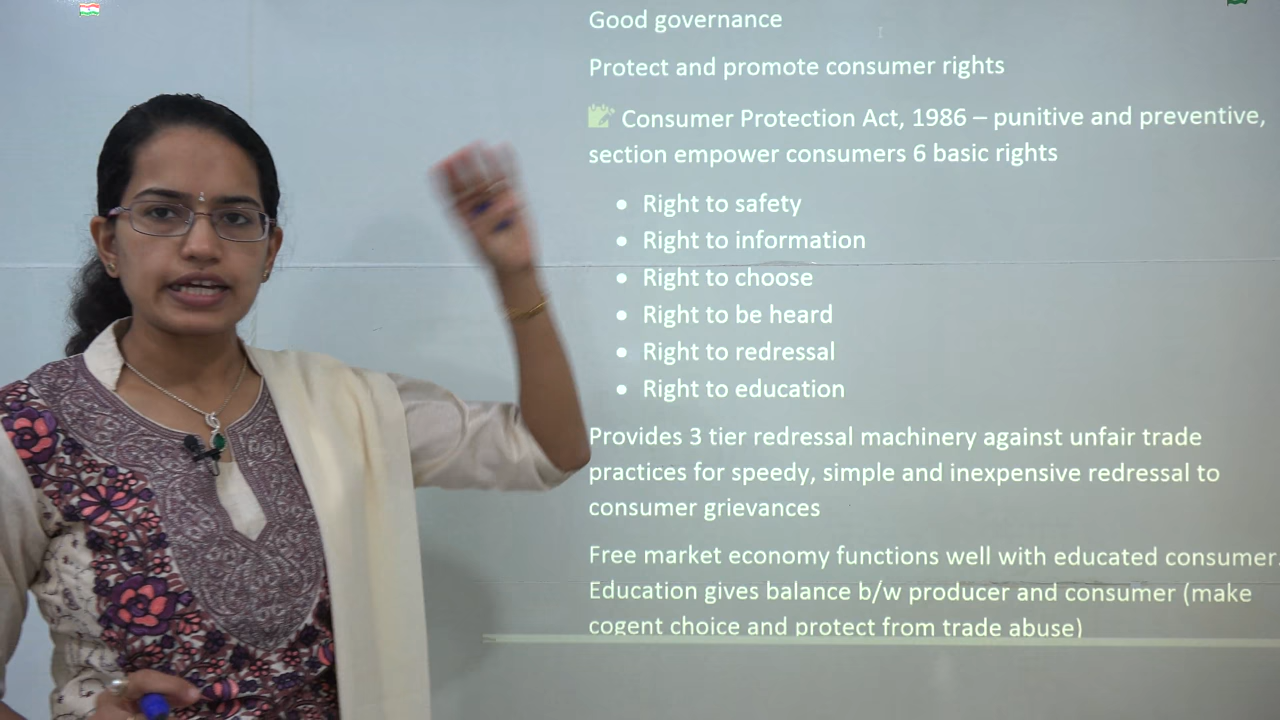 Good governance
Protect and promote consumer rights
Consumer Protection Act, 1986 – punitive and preventive,
section empower consumers 6 basic rights
• Right to safety
• Right to information
• Right to choose
• Right to be heard
• Right to redressal
• Right to education
Provides 3 tier redressal machinery against unfair trade
practices for speedy, simple and inexpensive redressal to
consumer grievances
Free market economy functions well with educated consumer.
Education gives balance b/w producer and consumer (make
cogent choice and protect from trade abuse)